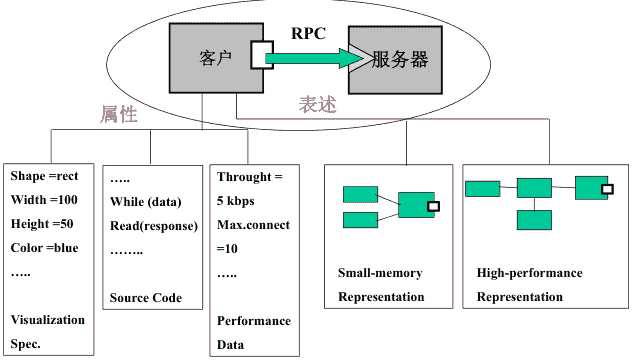 RPC
客户
服务器
属性
表述
Shape =rect
Width =100
Height =50
Color =blue
…..
Visualization
Spec.
…..
While (data)
Read(response)
……..
Source Code
Throught =
5 kbps
Max.connect
=10
…..
Performance
Data
Small-memory
Representation
High-performance
Representation